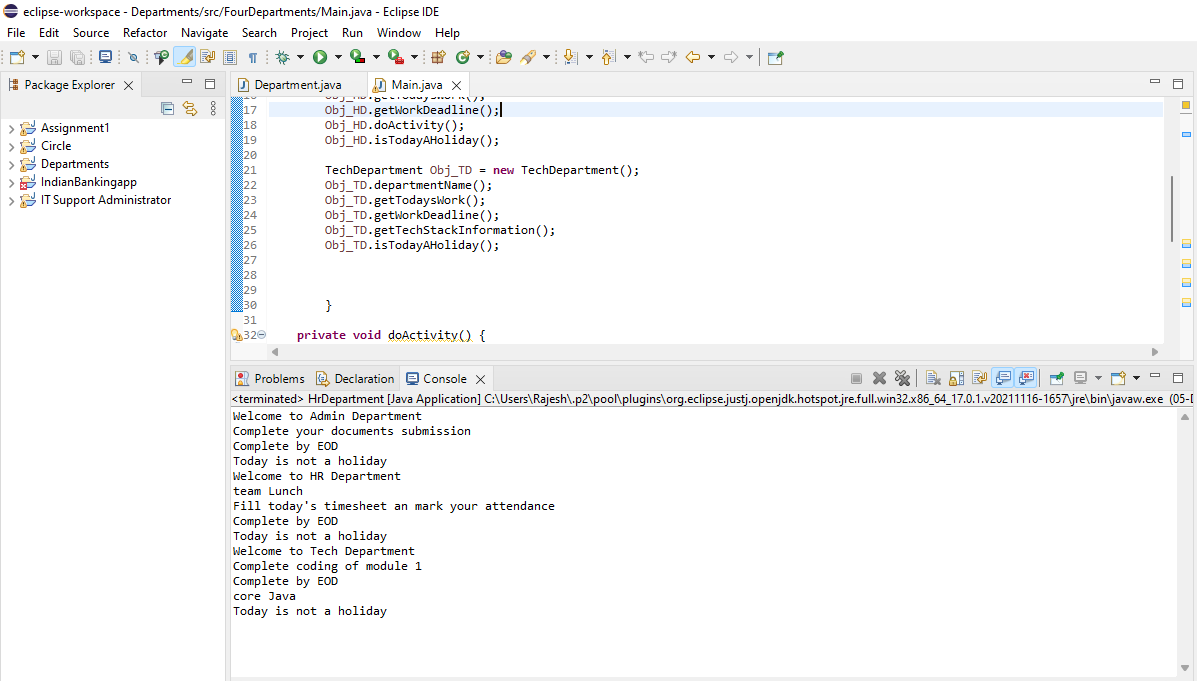 eclipse-workspace - Departments/src/FourDepartments/Main.java - Eclipse IDE
File Edit Source Refactor Navigate Search Project Run Window Help
Package Explorer
Assignment1
Circle
Departments
IndianBankingapp
IT Support Administrator
Department.java Main.java
16 Obj_HD.getTodaysWork();
17 Obj_HD.getWorkDeadline();
18 Obj_HD.doActivity();
19 Obj_HD.isTodayAHoliday();
20
21 TechDepartment Obj_TD = new TechDepartment();
22 Obj_TD.departmentName();
23 Obj_TD.getTodaysWork();
24 Obj_TD.getWorkDeadline();
25 Obj_TD.getTechStackInformation();
26 Obj_TD.isTodayAHoliday();
27
28
29
30 }
31
32 private void doActivity() {
Problems Declaration Console
<terminated> HrDepartment [Java Application] C:\Users\Rajesh\.p2\pool\plugins\org.eclipse.justj.openjdk.hotspot.jre.full.win32.x86_64_17.0.1.v20211116-1657\jre\bin\javaw.exe (05-D
Welcome to Admin Department
Complete your documents submission
Complete by EOD
Today is not a holiday
Welcome to HR Department
team Lunch
Fill today's timesheet an mark your attendance
Complete by EOD
Today is not a holiday
Welcome to Tech Department
Complete coding of module 1
Complete by EOD
core Java
Today is not a holiday